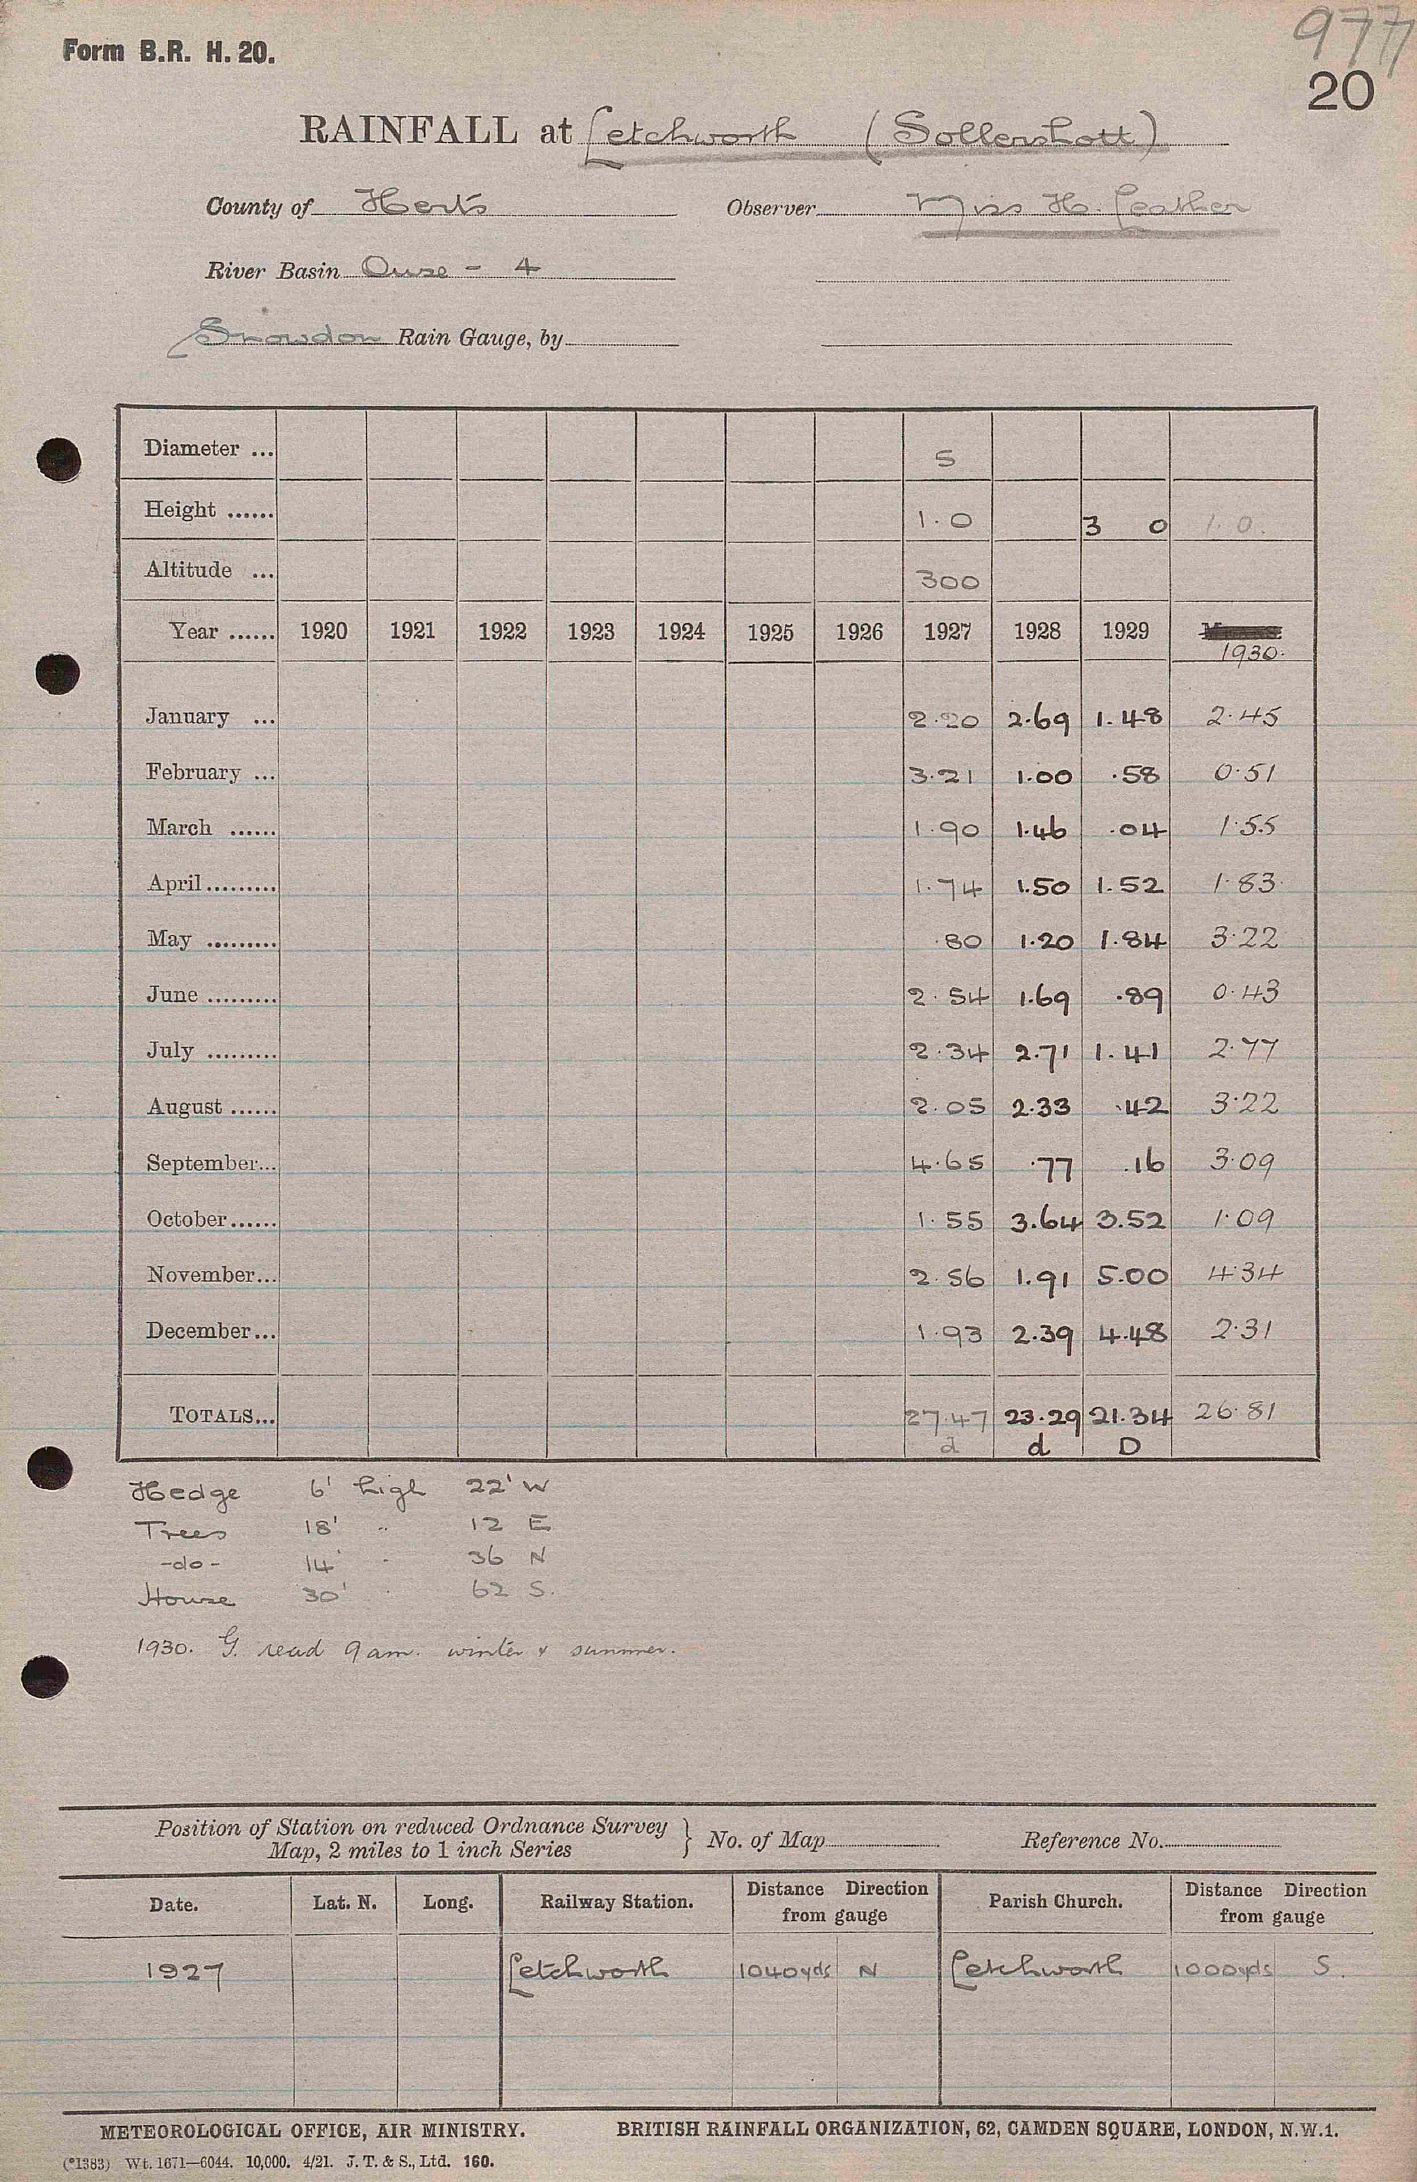 977
Form B.R. H. 20.
20
RAINFALL at Letchworth (Sollershott)
County of Herts Observer Miss H. Leather
River Basin Ouse - 4
Snowdon Rain Gauge, by
Diameter ... 5
Height ...... 1.0 3 0 1.0.
Altitude ... 300
Year ...... 1920 1921 1922 1923 1924 1925 1926 1927 1928 1929
1930.
January ... 2.20 2.69 1.48 2.45
February ... 3.21 1.00 .58 0.51
March ...... 1.90 1.46 .04 1.55
April ......... 1.74 1.50 1.52 1.83
May ......... .80 1.20 1.84 3.22
June ......... 2.54 1.69 .89 0.43
July ......... 2.34 2.71 1.41 2.77
August ...... 2.05 2.33 .42 3.22
September... 4.65 .77 .16 3.09
October...... 1.55 3.64 3.52 1.09
November... 2.56 1.91 5.00 4.34
December... 1.93 2.39 4.48 2.31
TOTALS... 27.47 23.29 21.34 26.81
d d D
Hedge 6' high 22' W
Trees 18' " 12 E
-do- 14' " 36 N
House 30' " 62 S.
1930. G. read 9 am. winter & summer.
Position of Station on reduced Ordnance Survey
Map, 2 miles to 1 inch Series } No. of Map Reference No.
Date. Lat. N. Long. Railway Station. Distance Direction from gauge Parish Church. Distance Direction from gauge
1927 Letchworth 1040yds N Letchworth 1000yds S.
METEOROLOGICAL OFFICE, AIR MINISTRY. BRITISH RAINFALL ORGANIZATION, 62, CAMDEN SQUARE, LONDON, N.W.1.
(*1383) Wt. 1671—6044. 10,000. 4/21. J. T. & S., Ltd. 160.